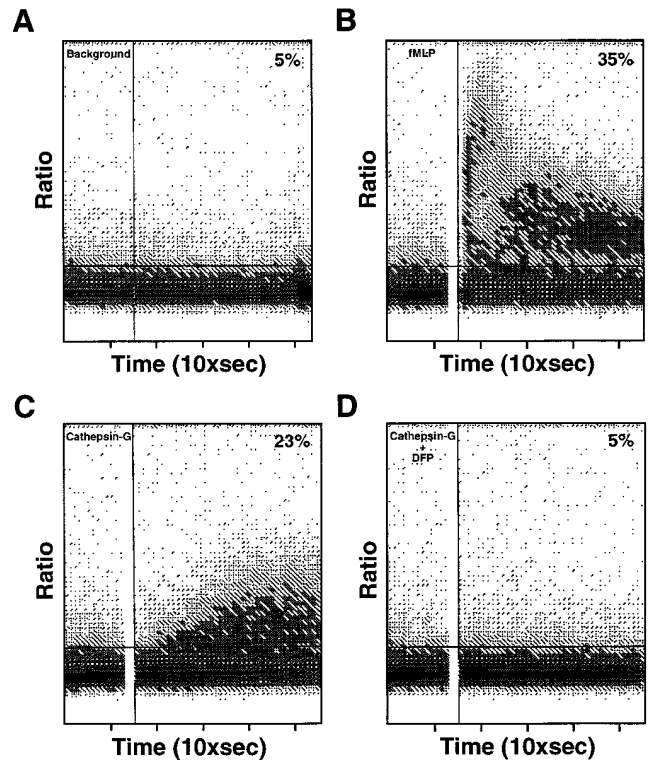 A
Background
5%
Ratio
Time (10xsec)
B
fMLP
35%
Ratio
Time (10xsec)
C
Cathepsin-G
23%
Ratio
Time (10xsec)
D
Cathepsin-G
+
DFP
5%
Ratio
Time (10xsec)